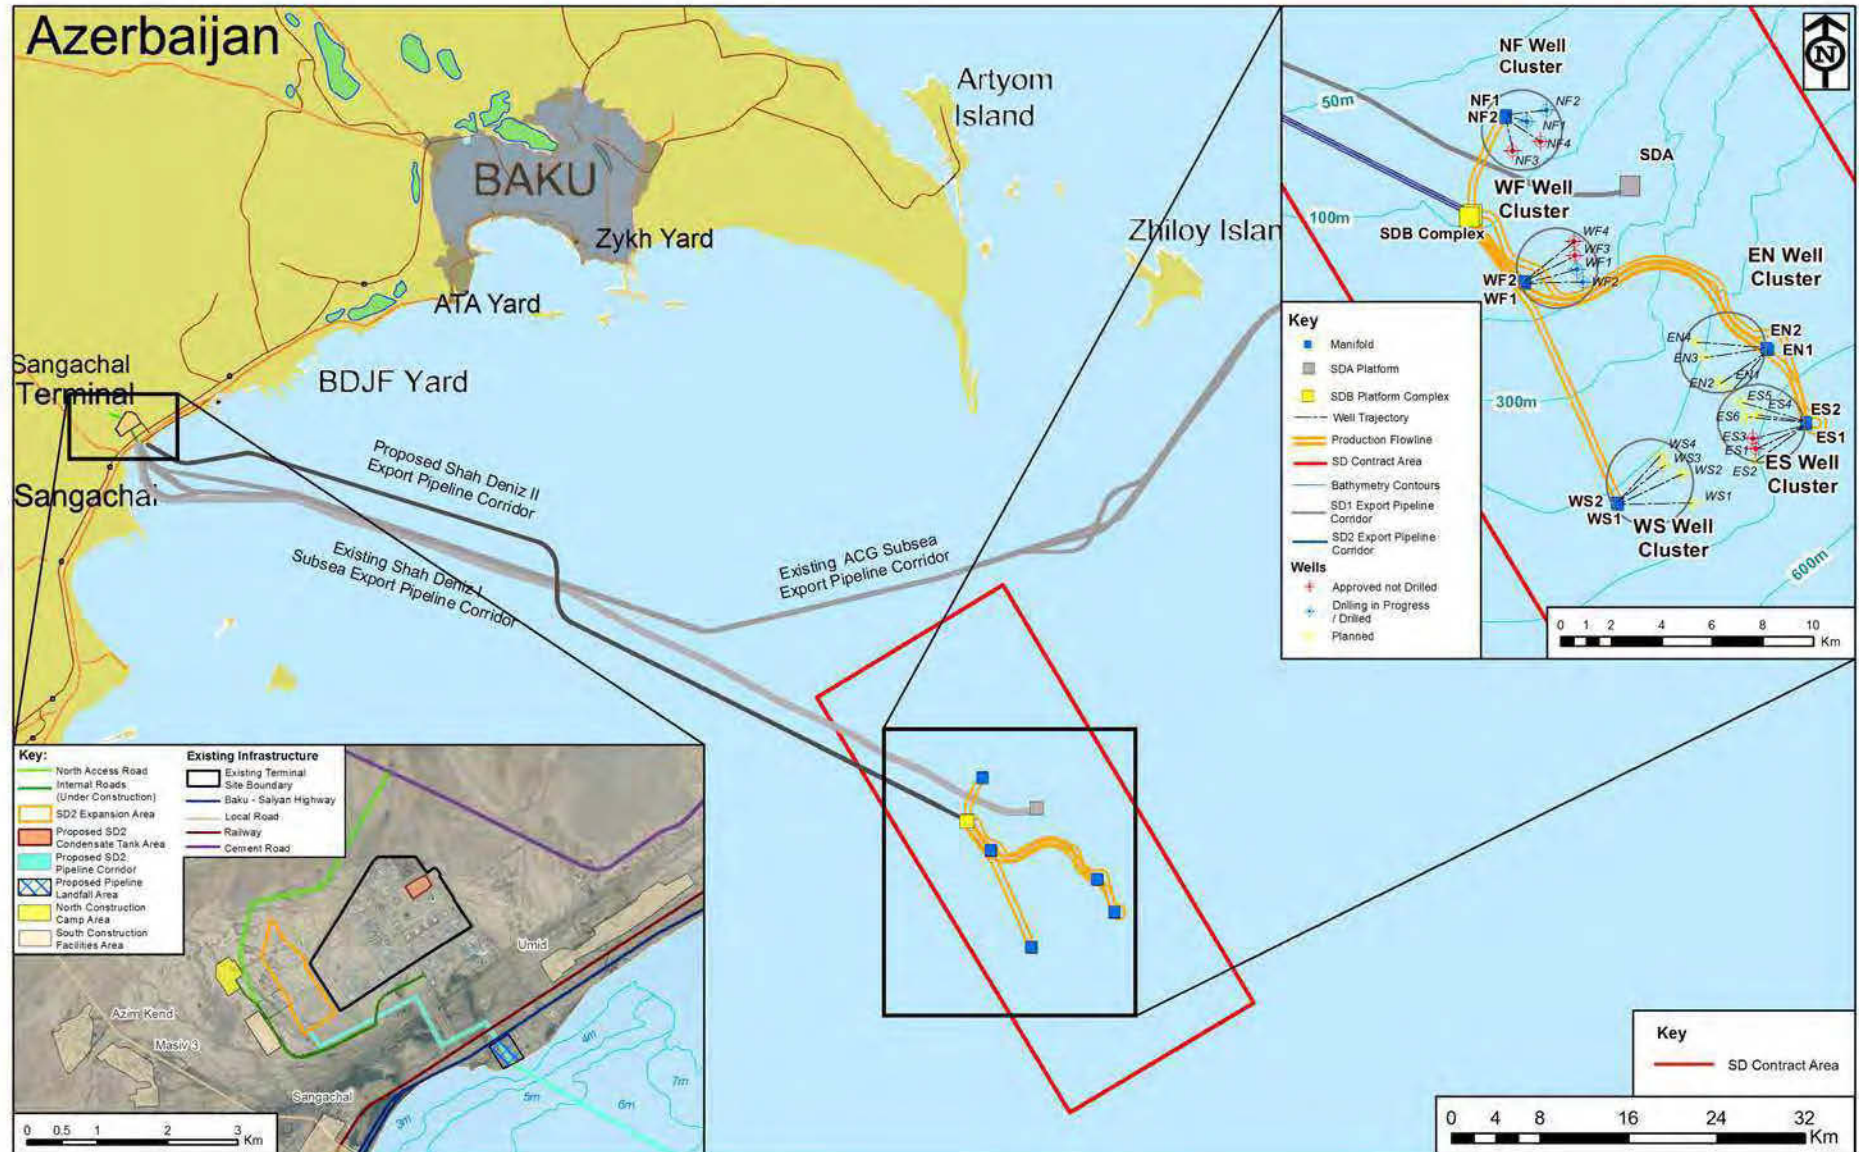 Azerbaijan
BAKU
Artyom
Island
Zhiloy Islan
Zykh Yard
ATA Yard
BDJF Yard
Sangachal
Terminal
Sangachal
Proposed Shah Deniz II
Export Pipeline Corridor
Existing Shah Deniz I
Subsea Export Pipeline Corridor
Existing ACG Subsea
Export Pipeline Corridor
N
NF Well
Cluster
50m
NF1
NF2
NF2
NF1
NF4
NF3
SDA
WF Well
Cluster
100m
SDB Complex
WF4
WF3
WF1
WF2
WF2
WF1
EN Well
Cluster
EN2
EN1
EN4
EN3
EN2
EN1
300m
ES5
ES4
ES6
ES3
ES1
ES2
ES2
ES1
ES Well
Cluster
WS4
WS3
WS2
WS1
WS2
WS1
WS Well
Cluster
600m
Key
Manifold
SDA Platform
SDB Platform Complex
Well Trajectory
Production Flowline
SD Contract Area
Bathymetry Contours
SD1 Export Pipeline
Corridor
SD2 Export Pipeline
Corridor
Wells
Approved not Drilled
Drilling in Progress
/ Drilled
Planned
0 1 2 4 6 8 10
Km
Key:
North Access Road
Internal Roads
(Under Construction)
SD2 Expansion Area
Proposed SD2
Condensate Tank Area
Proposed SD2
Pipeline Corridor
Proposed Pipeline
Landfall Area
North Construction
Camp Area
South Construction
Facilities Area
Existing Infrastructure
Existing Terminal
Site Boundary
Baku - Salyan Highway
Local Road
Railway
Cement Road
Umid
Azim Kend
Masiv 3
Sangachal
3m
4m
5m
6m
7m
0 0.5 1 2 3
Km
Key
SD Contract Area
0 4 8 16 24 32
Km